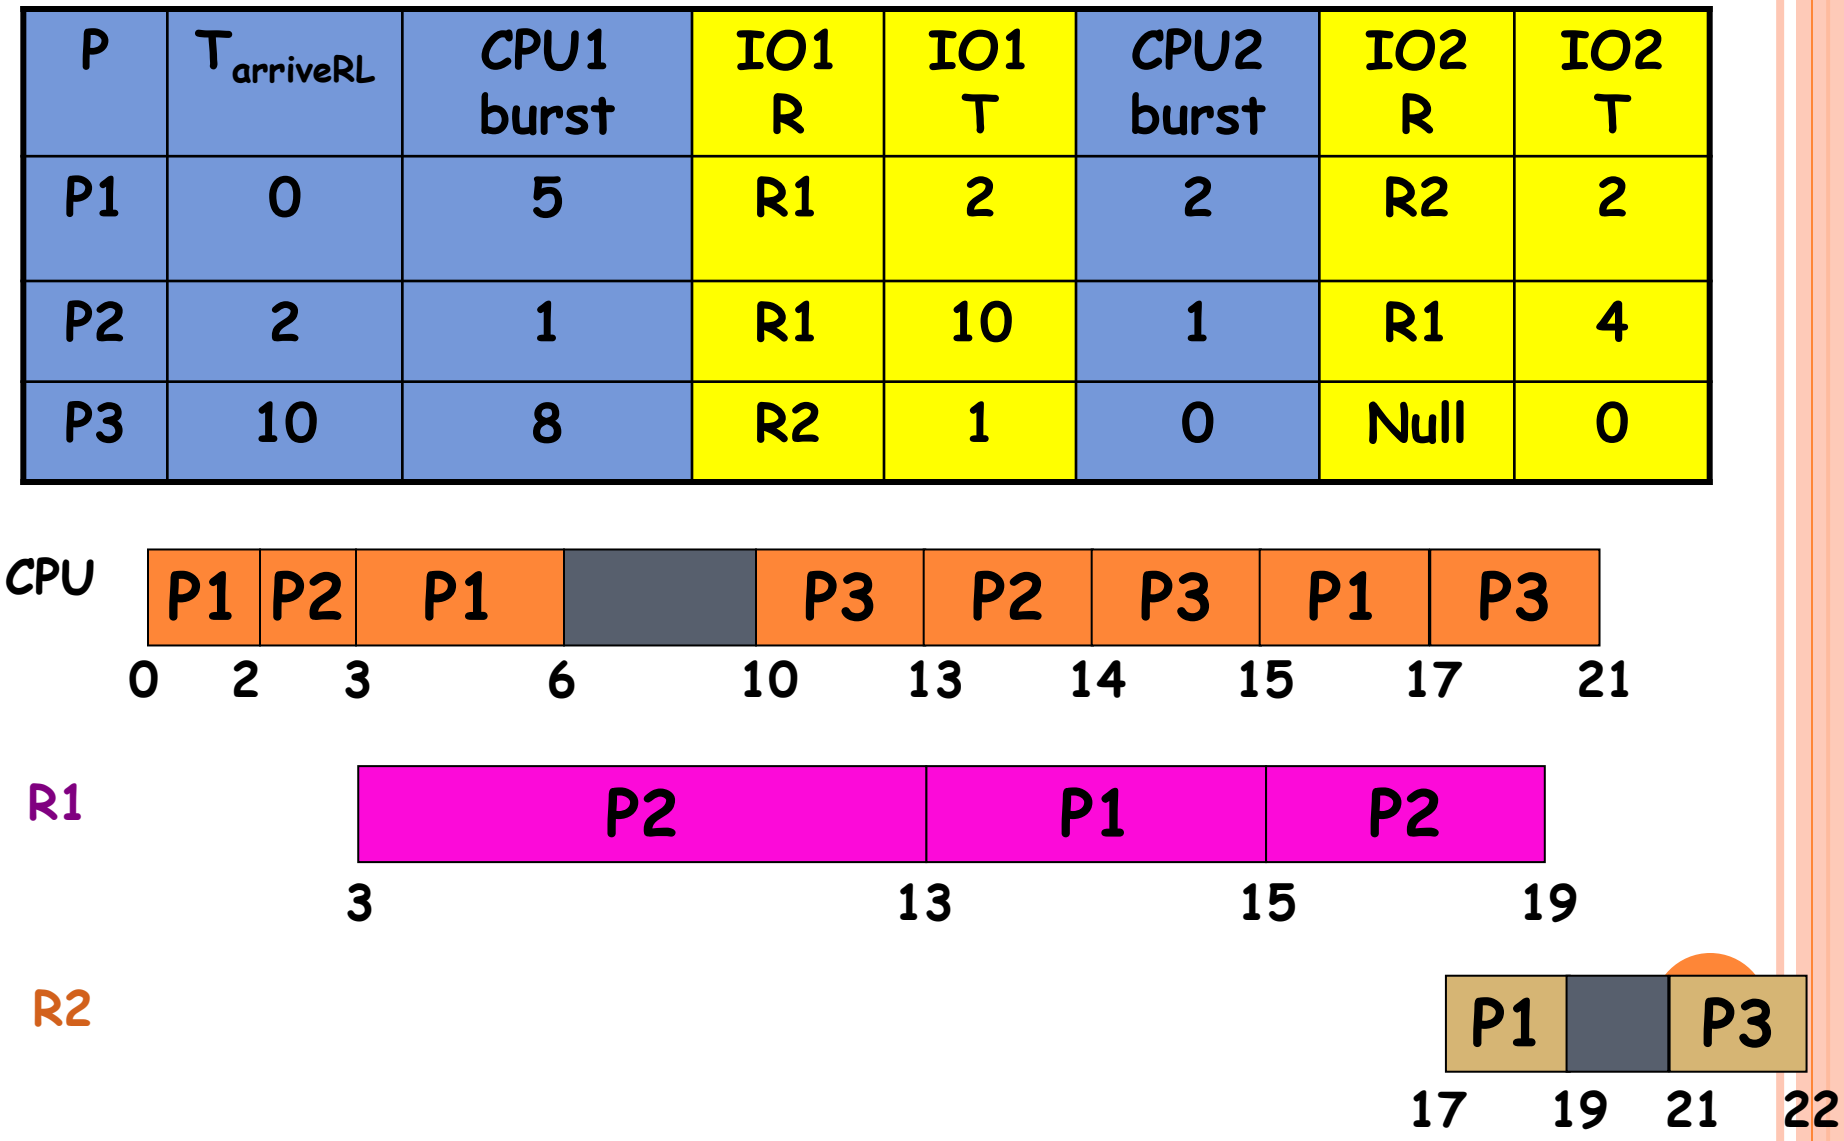 P T arriveRL CPU1 burst IO1 R IO1 T CPU2 burst IO2 R IO2 T
P1 0 5 R1 2 2 R2 2
P2 2 1 R1 10 1 R1 4
P3 10 8 R2 1 0 Null 0
CPU P1 P2 P1 P3 P2 P3 P1 P3
0 2 3 6 10 13 14 15 17 21
R1 P2 P1 P2
3 13 15 19
R2 P1 P3
17 19 21 22